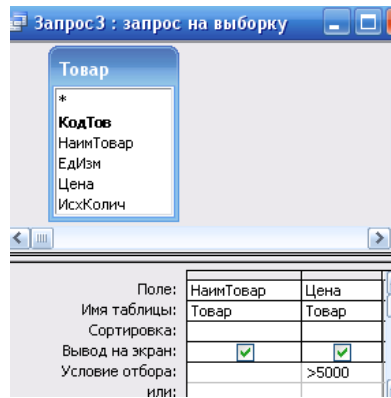 Запрос3 : запрос на выборку
Товар
*
КодТов
НаимТовар
ЕдИзм
Цена
ИсхКолич
Поле: НаимТовар Цена
Имя таблицы: Товар Товар
Сортировка:
Вывод на экран:
Условие отбора: >5000
или: